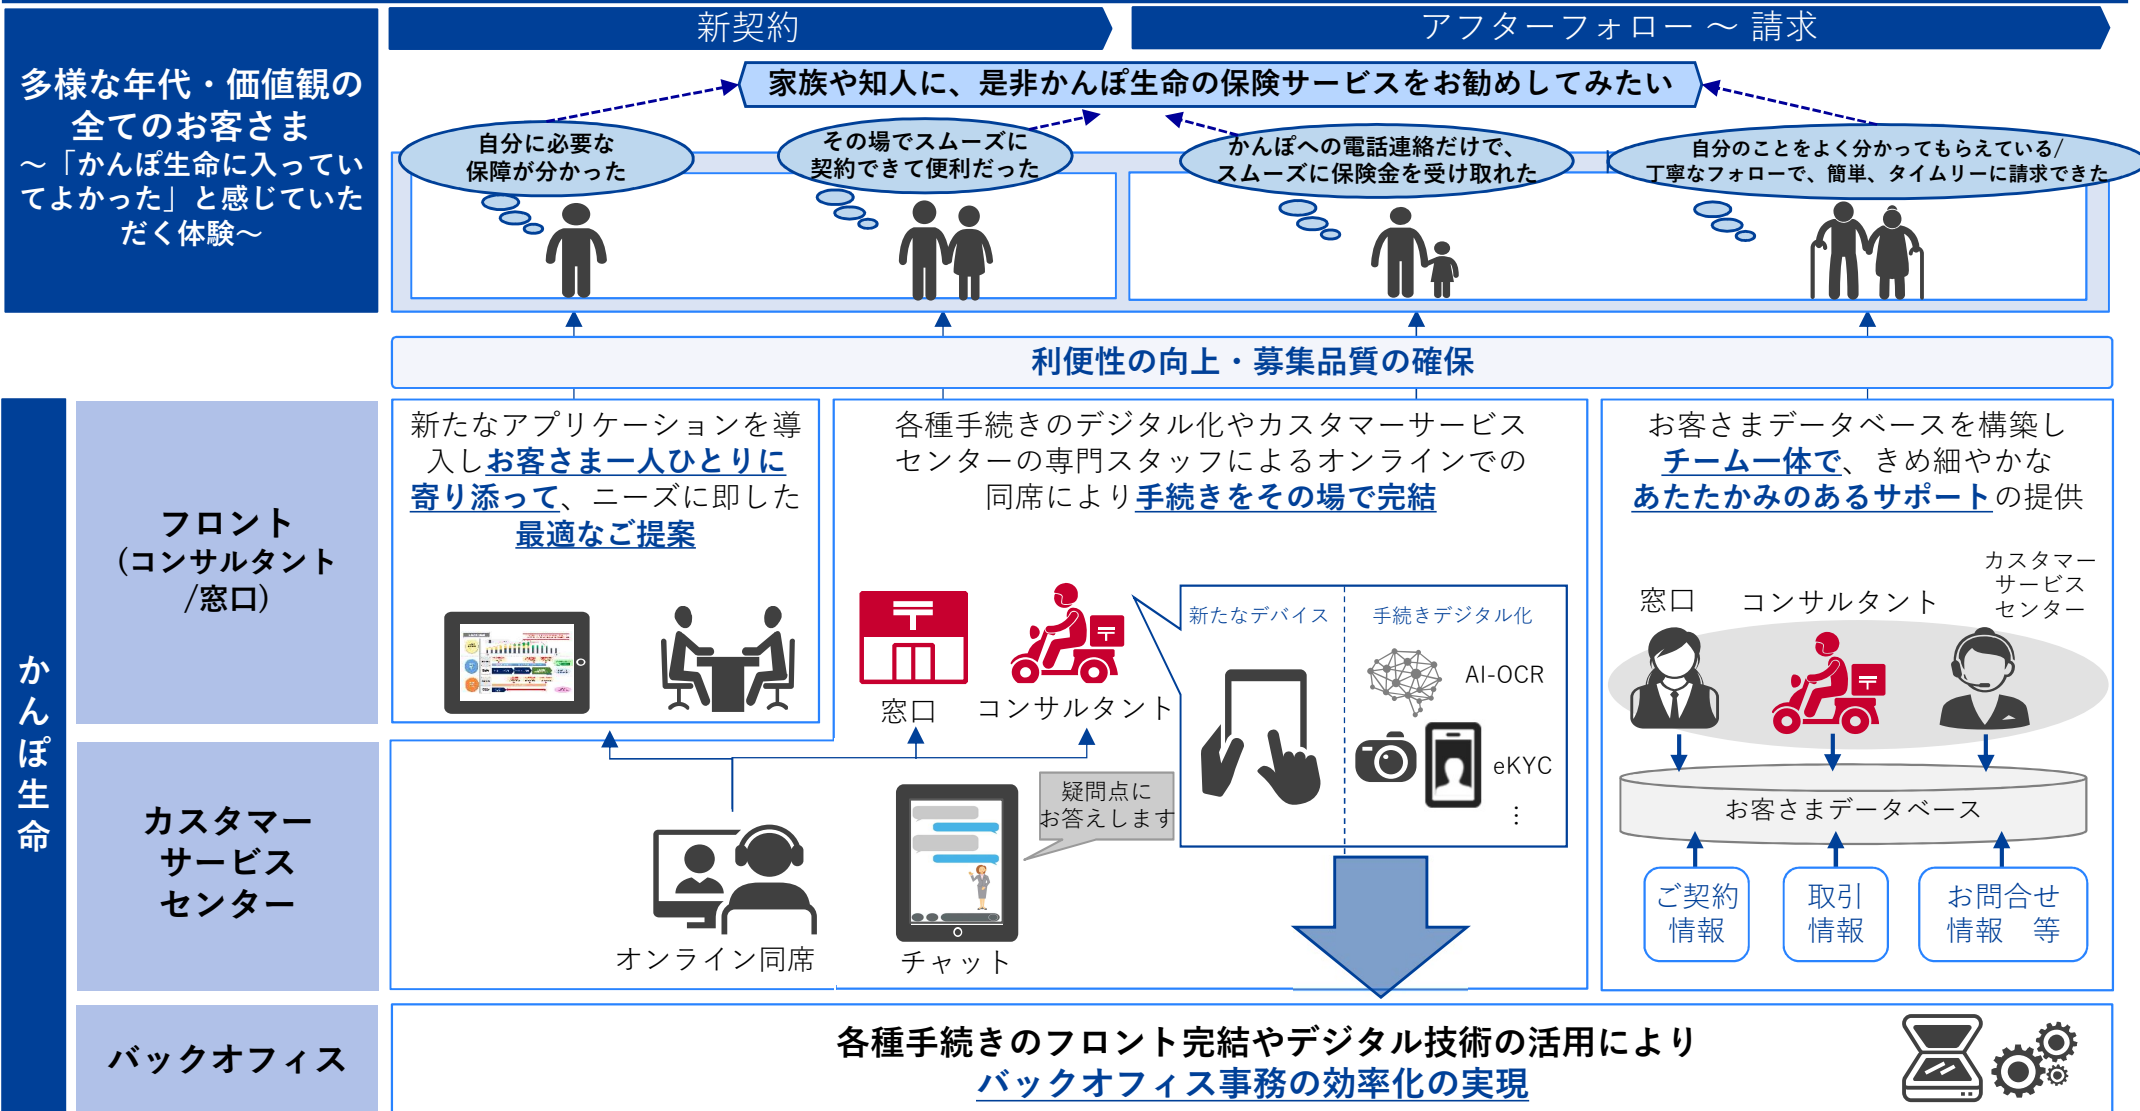 新契約
アフターフォロー ～ 請求
多様な年代・価値観の
全てのお客さま
～「かんぽ生命に入ってい
てよかった」と感じていた
だく体験～
家族や知人に、是非かんぽ生命の保険サービスをお勧めしてみたい
自分に必要な
保障が分かった
その場でスムーズに
契約できて便利だった
かんぽへの電話連絡だけで、
スムーズに保険金を受け取れた
自分のことをよく分かってもらえている/
丁寧なフォローで、簡単、タイムリーに請求できた
利便性の向上・募集品質の確保
かんぽ生命
フロント
(コンサルタント
/窓口)
新たなアプリケーションを導
入しお客さま一人ひとりに
寄り添って、ニーズに即した
最適なご提案
各種手続きのデジタル化やカスタマーサービス
センターの専門スタッフによるオンラインでの
同席により手続きをその場で完結
窓口
コンサルタント
新たなデバイス
手続きデジタル化
AI-OCR
eKYC
⋮
お客さまデータベースを構築し
チーム一体で、きめ細やかな
あたたかみのあるサポートの提供
窓口
コンサルタント
カスタマー
サービス
センター
お客さまデータベース
ご契約
情報
取引
情報
お問合せ
情報 等
カスタマー
サービス
センター
オンライン同席
チャット
疑問点に
お答えします
バックオフィス
各種手続きのフロント完結やデジタル技術の活用により
バックオフィス事務の効率化の実現